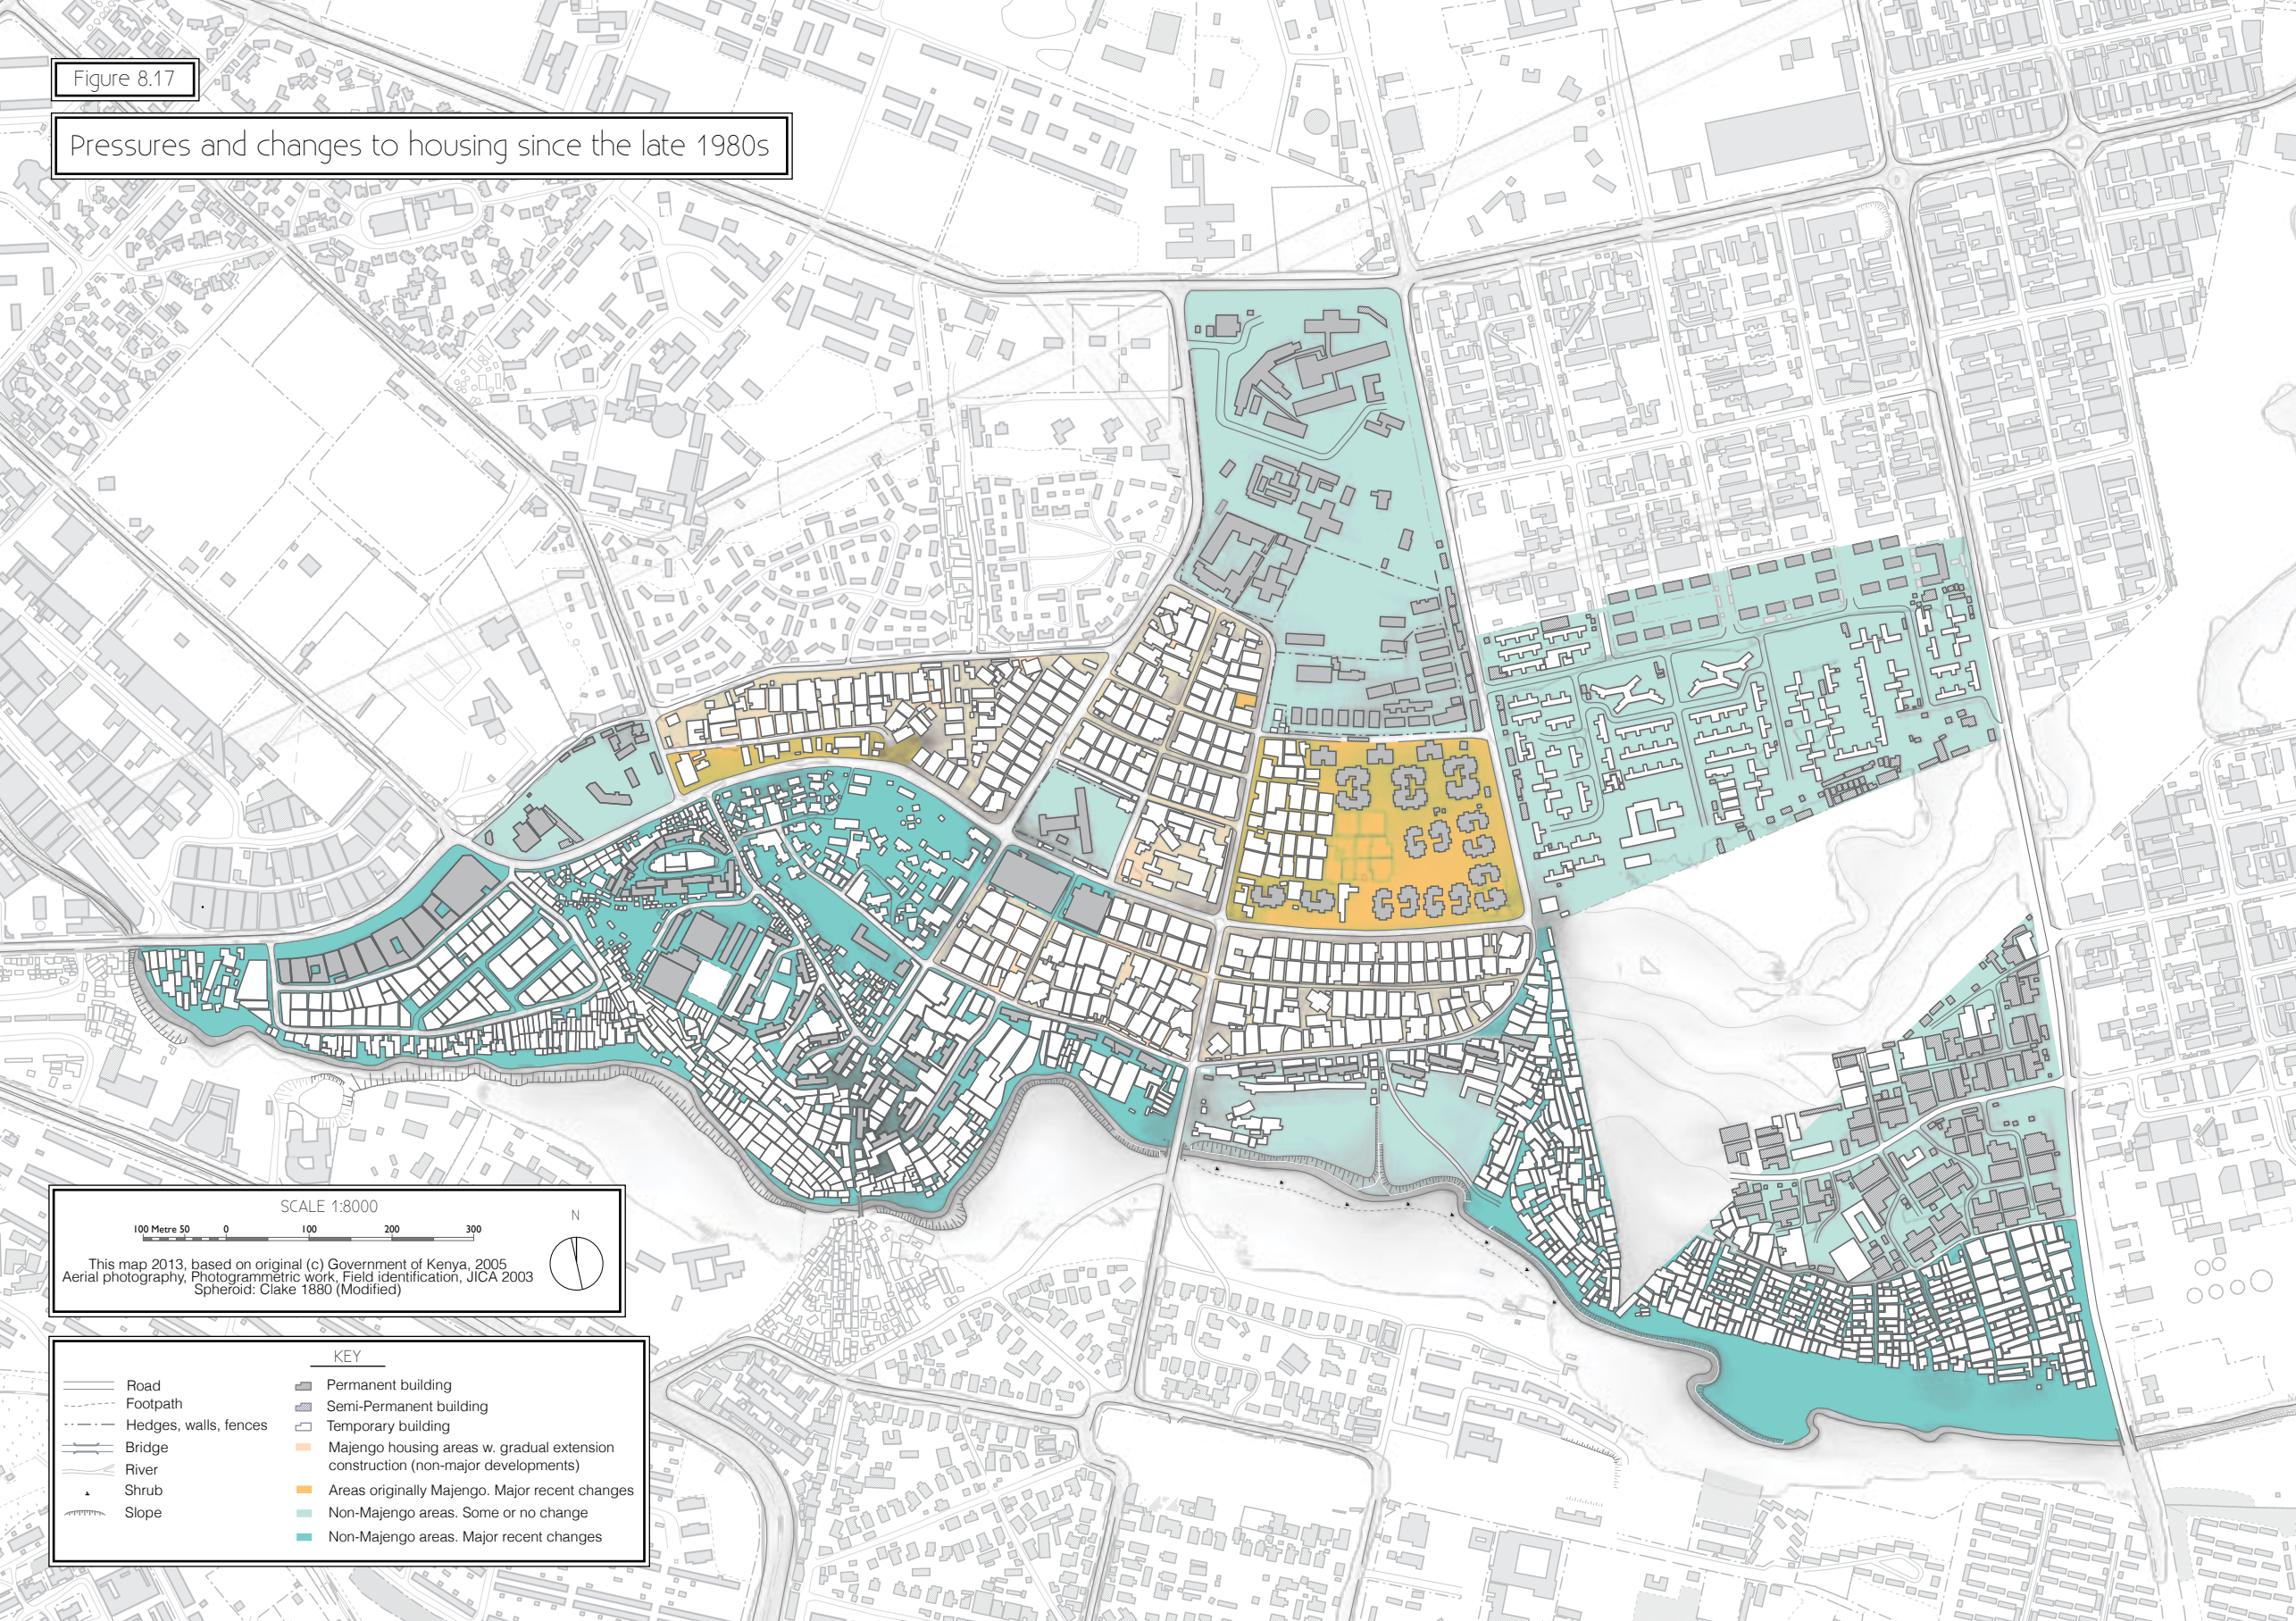 Figure 8.17
Pressures and changes to housing since the late 1980s
SCALE 1:8000
100 Metre 50 0 100 200 300
N
This map 2013, based on original (c) Government of Kenya, 2005
Aerial photography, Photogrammetric work, Field identification, JICA 2003
Spheroid: Clake 1880 (Modified)
KEY
Road
Footpath
Hedges, walls, fences
Bridge
River
Shrub
Slope
Permanent building
Semi-Permanent building
Temporary building
Majengo housing areas w. gradual extension
construction (non-major developments)
Areas originally Majengo. Major recent changes
Non-Majengo areas. Some or no change
Non-Majengo areas. Major recent changes